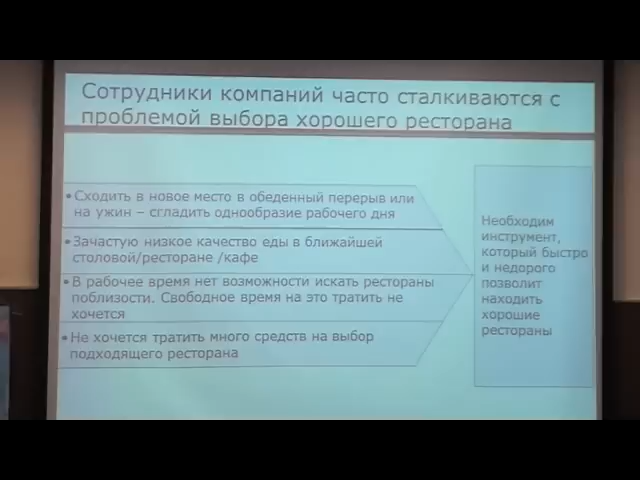 Сотрудники компаний часто сталкиваются с
проблемой выбора хорошего ресторана
• Сходить в новое место в обеденный перерыв или
на ужин – сгладить однообразие рабочего дня
• Зачастую низкое качество еды в ближайшей
столовой/ресторане /кафе
• В рабочее время нет возможности искать рестораны
поблизости. Свободное время на это тратить не
хочется
• Не хочется тратить много средств на выбор
подходящего ресторана
Необходим
инструмент,
который быстро
и недорого
позволит
находить
хорошие
рестораны